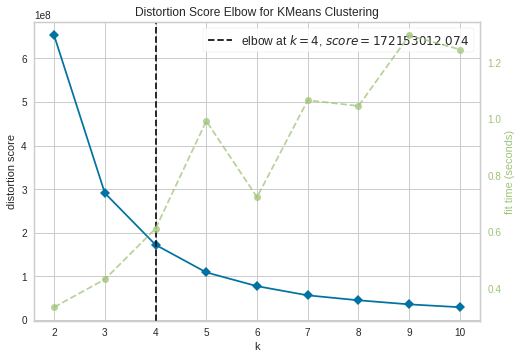 Distortion Score Elbow for KMeans Clustering
1e8
elbow at k = 4, score = 172153012.074
distortion score
6
5
4
3
2
1
0
fit time (seconds)
1.2
1.0
0.8
0.6
0.4
2 3 4 5 6 7 8 9 10
k